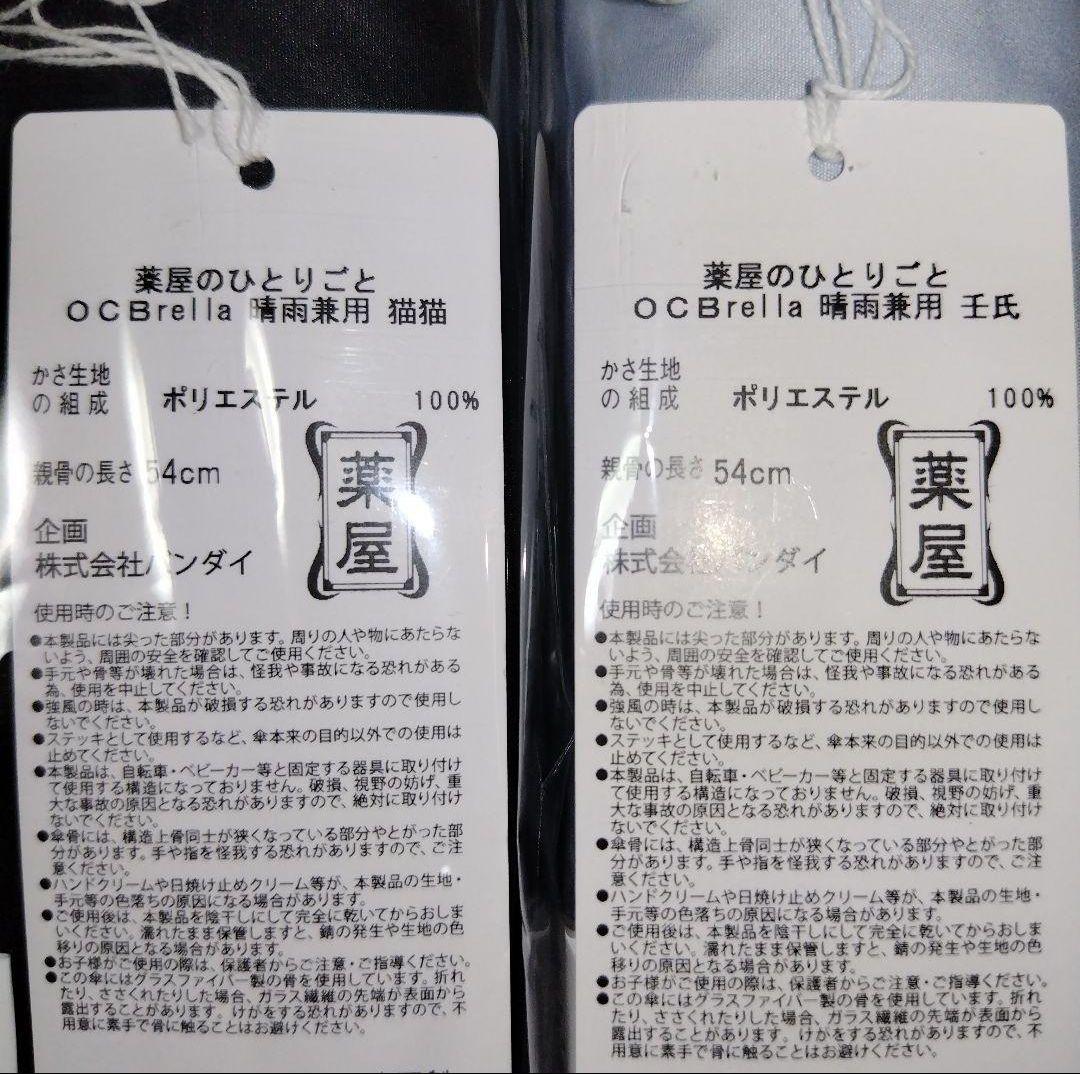 薬屋のひとりごと
OCBrella 晴雨兼用 猫猫
かさ生地
の組成 ポリエステル 100%
親骨の長さ 54cm
薬屋
企画
株式会社バンダイ
使用時のご注意！
●本製品には尖った部分があります。周りの人や物にあたらな
いよう、周囲の安全を確認してご使用ください。
●手元や骨等が壊れた場合は、怪我や事故になる恐れがある
為、使用を中止してください。
●強風の時は、本製品が破損する恐れがありますので使用し
ないでください。
●ステッキとして使用するなど、傘本来の目的以外での使用は
止めてください。
●本製品は、自転車・ベビーカー等と固定する器具に取り付け
て使用する構造になっておりません。破損、視野の妨げ、重
大な事故の原因となる恐れがありますので、絶対に取り付け
ないでください。
●傘骨には、構造上骨同士が狭くなっている部分やとがった部
分があります。手や指を怪我する恐れがありますので、ご注
意ください。
●ハンドクリームや日焼け止めクリーム等が、本製品の生地・
手元等の色落ちの原因になる場合があります。
●ご使用後は、本製品を陰干しにして完全に乾いてからおしま
いください。濡れたまま保管しますと、錆の発生や生地の色
移りの原因となる場合があります。
●お子様がご使用の際は、保護者からご注意・ご指導ください。
●この傘にはグラスファイバー製の骨を使用しています。折れ
たり、ささくれたりした場合、ガラス繊維の先端が表面から
露出することがあります。けがをする恐れがありますので、不
用意に素手で骨に触ることはお避けください。
薬屋のひとりごと
OCBrella 晴雨兼用 壬氏
かさ生地
の組成 ポリエステル 100%
親骨の長さ 54cm
薬屋
企画
株式会社バンダイ
使用時のご注意！
●本製品には尖った部分があります。周りの人や物にあたらな
いよう、周囲の安全を確認してご使用ください。
●手元や骨等が壊れた場合は、怪我や事故になる恐れがある
為、使用を中止してください。
●強風の時は、本製品が破損する恐れがありますので使用し
ないでください。
●ステッキとして使用するなど、傘本来の目的以外での使用は
止めてください。
●本製品は、自転車・ベビーカー等と固定する器具に取り付け
て使用する構造になっておりません。破損、視野の妨げ、重
大な事故の原因となる恐れがありますので、絶対に取り付け
ないでください。
●傘骨には、構造上骨同士が狭くなっている部分やとがった部
分があります。手や指を怪我する恐れがありますので、ご注
意ください。
●ハンドクリームや日焼け止めクリーム等が、本製品の生地・
手元等の色落ちの原因になる場合があります。
●ご使用後は、本製品を陰干しにして完全に乾いてからおしま
いください。濡れたまま保管しますと、錆の発生や生地の色
移りの原因となる場合があります。
●お子様がご使用の際は、保護者からご注意・ご指導ください。
●この傘にはグラスファイバー製の骨を使用しています。折れ
たり、ささくれたりした場合、ガラス繊維の先端が表面から
露出することがあります。けがをする恐れがありますので、不
用意に素手で骨に触ることはお避けください。